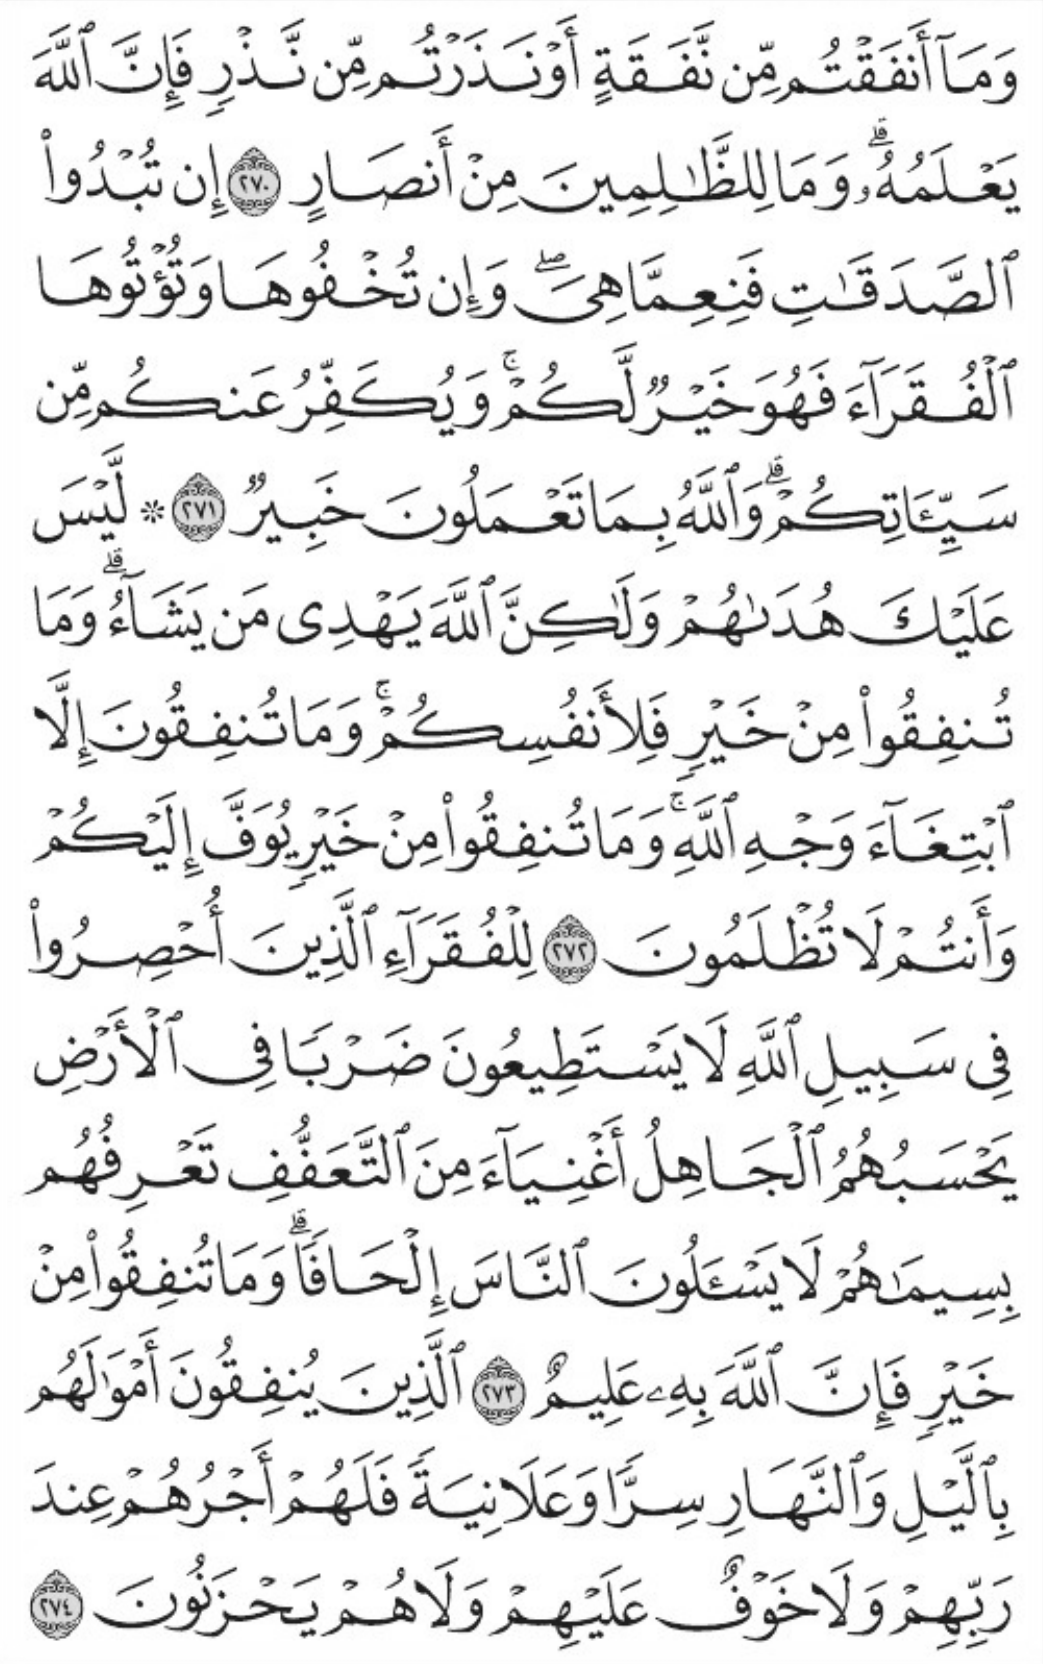 وَمَآ أَنفَقْتُم مِّن نَّفَقَةٍ أَوْ نَذَرْتُم مِّن نَّذْرٍ فَإِنَّ ٱللَّهَ
يَعْلَمُهُۥۗ وَمَا لِلظَّٰلِمِينَ مِنْ أَنصَارٍ ٢٧٠ إِن تُبْدُوا۟
ٱلصَّدَقَٰتِ فَنِعِمَّا هِىَۖ وَإِن تُخْفُوهَا وَتُؤْتُوهَا
ٱلْفُقَرَآءَ فَهُوَ خَيْرٌ لَّكُمْۚ وَيُكَفِّرُ عَنكُم مِّن
سَيِّـَٔاتِكُمْۗ وَٱللَّهُ بِمَا تَعْمَلُونَ خَبِيرٌ ٢٧١ ۞ لَّيْسَ
عَلَيْكَ هُدَىٰهُمْ وَلَٰكِنَّ ٱللَّهَ يَهْدِى مَن يَشَآءُۗ وَمَا
تُنفِقُوا۟ مِنْ خَيْرٍ فَلِأَنفُسِكُمْۚ وَمَا تُنفِقُونَ إِلَّا
ٱبْتِغَآءَ وَجْهِ ٱللَّهِۚ وَمَا تُنفِقُوا۟ مِنْ خَيْرٍ يُوَفَّ إِلَيْكُمْ
وَأَنتُمْ لَا تُظْلَمُونَ ٢٧٢ لِلْفُقَرَآءِ ٱلَّذِينَ أُحْصِرُوا۟
فِى سَبِيلِ ٱللَّهِ لَا يَسْتَطِيعُونَ ضَرْبًا فِى ٱلْأَرْضِ
يَحْسَبُهُمُ ٱلْجَاهِلُ أَغْنِيَآءَ مِنَ ٱلتَّعَفُّفِ تَعْرِفُهُم
بِسِيمَٰهُمْ لَا يَسْـَٔلُونَ ٱلنَّاسَ إِلْحَافًاۗ وَمَا تُنفِقُوا۟ مِنْ
خَيْرٍ فَإِنَّ ٱللَّهَ بِهِۦ عَلِيمٌ ٢٧٣ ٱلَّذِينَ يُنفِقُونَ أَمْوَٰلَهُم
بِٱلَّيْلِ وَٱلنَّهَارِ سِرًّا وَعَلَانِيَةً فَلَهُمْ أَجْرُهُمْ عِندَ
رَبِّهِمْ وَلَا خَوْفٌ عَلَيْهِمْ وَلَا هُمْ يَحْزَنُونَ ٢٧٤